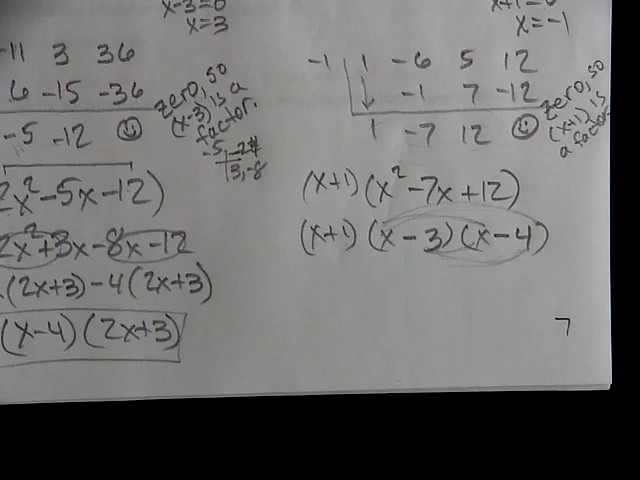 x-3=0
x=3
-11 3 36
6 -15 -36
-5 -12
zero, so
(x-3) is a
factor.
-5, -24
3, -8
2x² -5x -12)
2x² +3x -8x -12
(2x+3) -4(2x+3)
(x-4)(2x+3)
x=-1
-1 1 -6 5 12
-1 7 -12
1 -7 12
zero, so
(x+1) is
a factor
(x+1)(x² -7x +12)
(x+1)(x-3)(x-4)
7